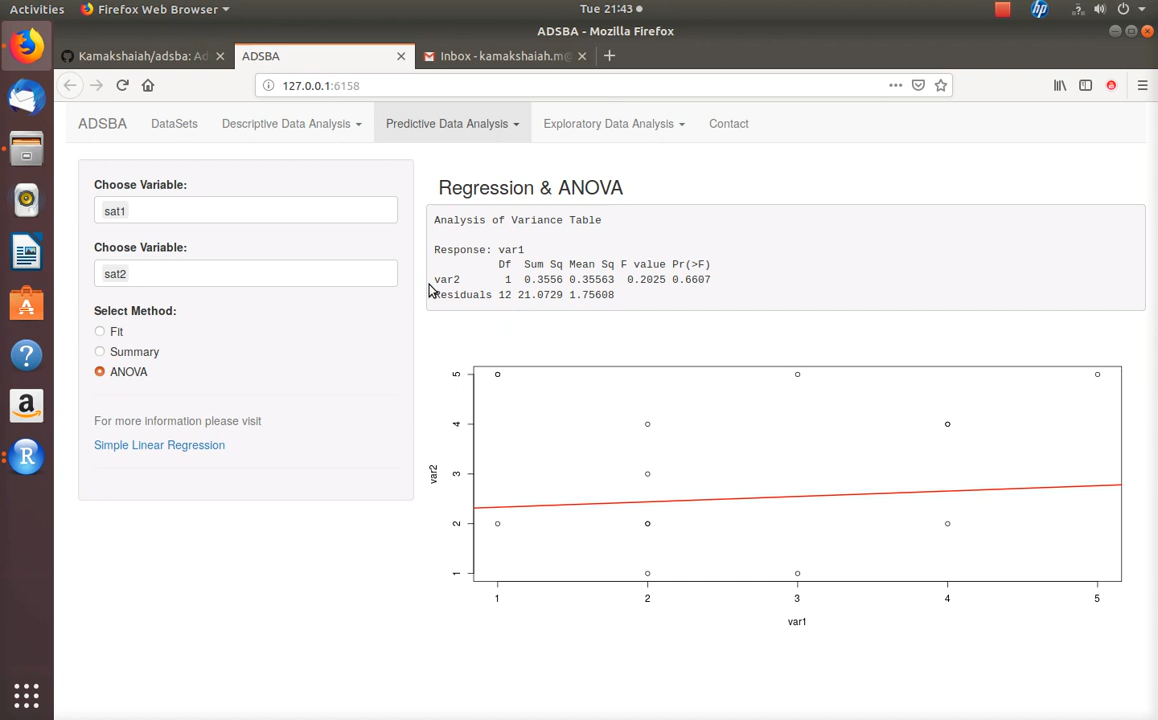 Activities Firefox Web Browser Tue 21:43
ADSBA - Mozilla Firefox
Kamakshaiah/adsba: Ad ADSBA Inbox - kamakshaiah.m@
127.0.0.1:6158
ADSBA DataSets Descriptive Data Analysis Predictive Data Analysis Exploratory Data Analysis Contact
Choose Variable:
sat1
Choose Variable:
sat2
Select Method:
Fit
Summary
ANOVA
For more information please visit
Simple Linear Regression
Regression & ANOVA
Analysis of Variance Table
Response: var1
Df Sum Sq Mean Sq F value Pr(>F)
var2 1 0.3556 0.35563 0.2025 0.6607
Residuals 12 21.0729 1.75608
5
4
3
2
1
var2
1 2 3 4 5
var1